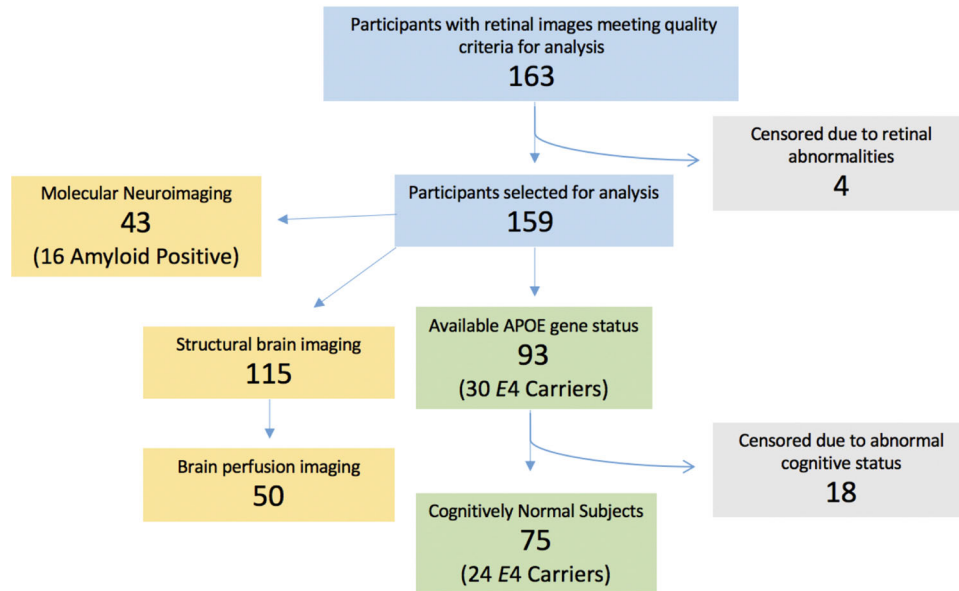 Participants with retinal images meeting quality
criteria for analysis
163
Censored due to retinal
abnormalities
4
Molecular Neuroimaging
43
(16 Amyloid Positive)
Participants selected for analysis
159
Structural brain imaging
115
Available APOE gene status
93
(30 E4 Carriers)
Brain perfusion imaging
50
Censored due to abnormal
cognitive status
18
Cognitively Normal Subjects
75
(24 E4 Carriers)